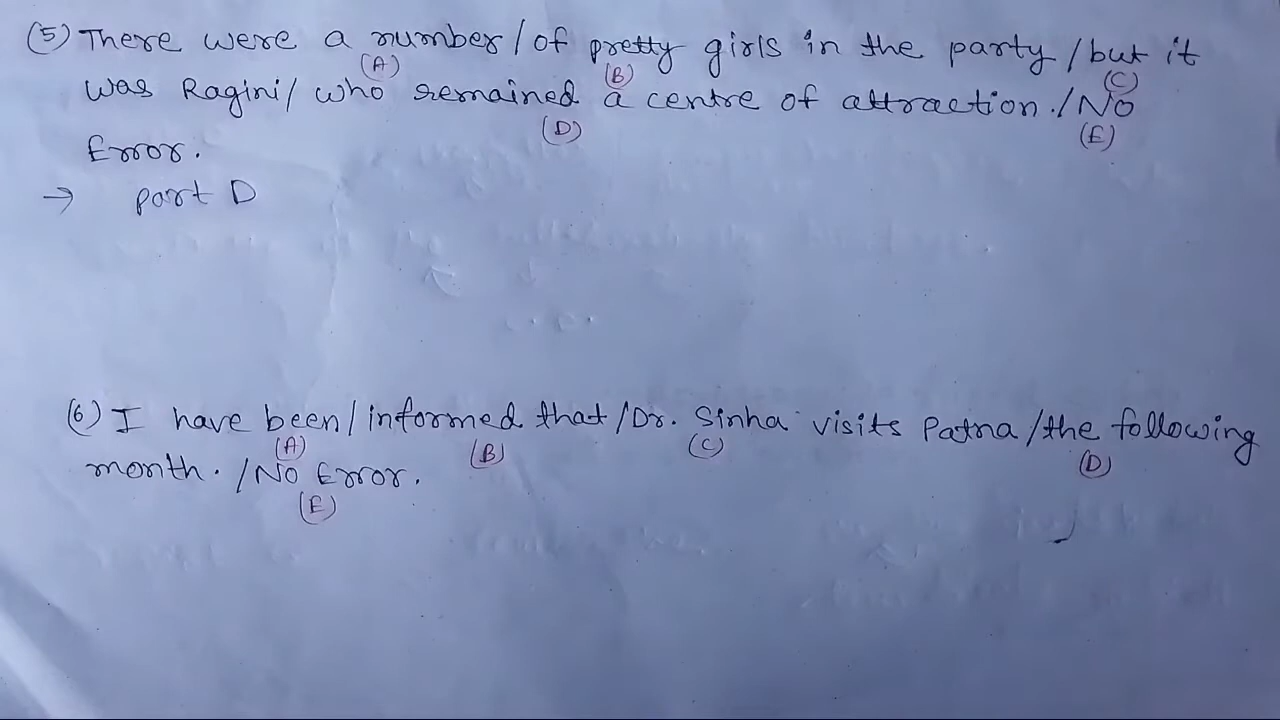 (5) There were a number / of pretty girls in the party / but it
(A) (B) (C)
was Ragini / who remained a centre of attraction. / No
(D) (E)
Error.
→ part D
(6) I have been / informed that / Dr. Sinha visits Patna / the following
(A) (B) (C) (D)
month. / No Error.
(E)